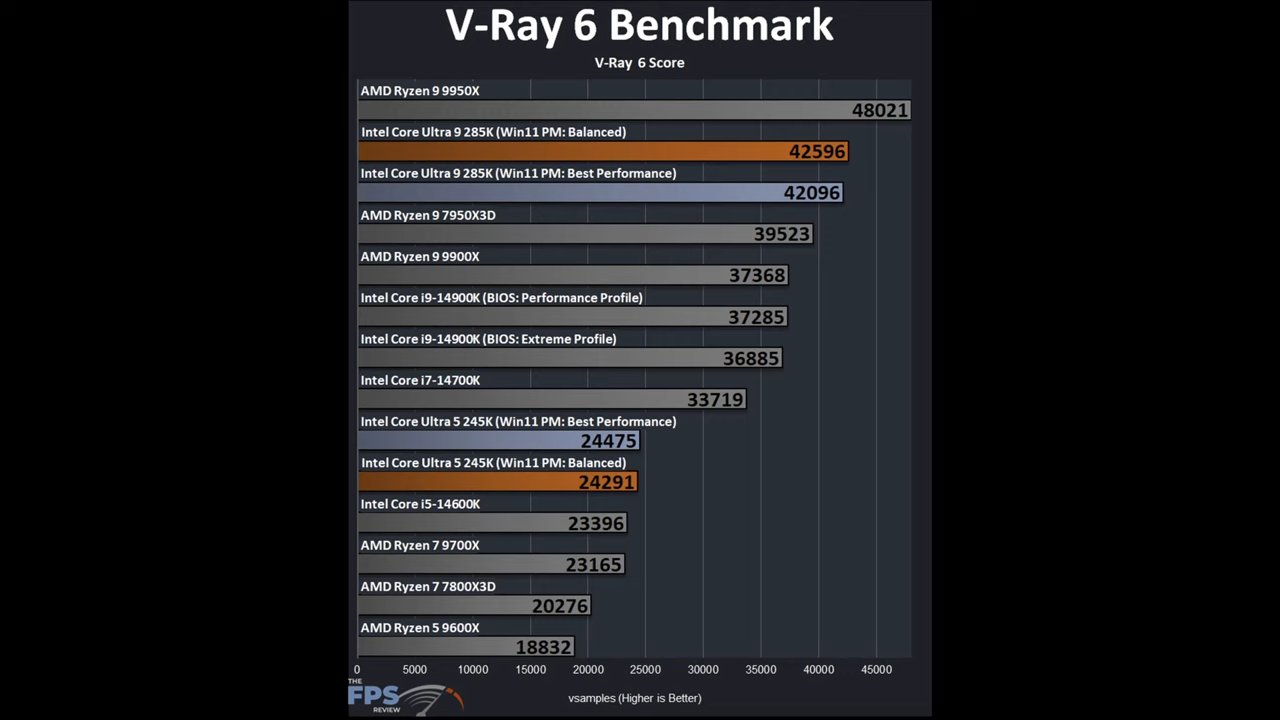 V-Ray 6 Benchmark
V-Ray 6 Score
AMD Ryzen 9 9950X
48021
Intel Core Ultra 9 285K (Win11 PM: Balanced)
42596
Intel Core Ultra 9 285K (Win11 PM: Best Performance)
42096
AMD Ryzen 9 7950X3D
39523
AMD Ryzen 9 9900X
37368
Intel Core i9-14900K (BIOS: Performance Profile)
37285
Intel Core i9-14900K (BIOS: Extreme Profile)
36885
Intel Core i7-14700K
33719
Intel Core Ultra 5 245K (Win11 PM: Best Performance)
24475
Intel Core Ultra 5 245K (Win11 PM: Balanced)
24291
Intel Core i5-14600K
23396
AMD Ryzen 7 9700X
23165
AMD Ryzen 7 7800X3D
20276
AMD Ryzen 5 9600X
18832
0 5000 10000 15000 20000 25000 30000 35000 40000 45000
vsamples (Higher is Better)
THE
FPS
REVIEW